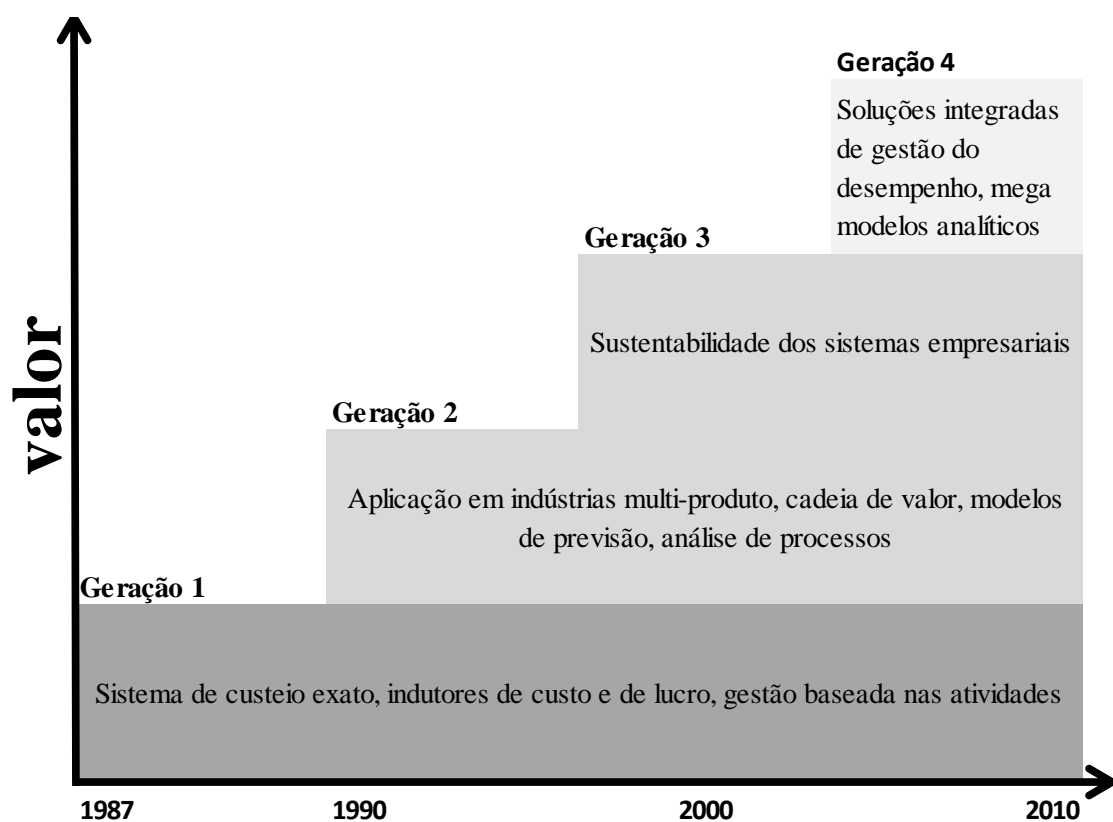 Geração 4
Soluções integradas
de gestão do
desempenho, mega
modelos analíticos
Geração 3
Sustentabilidade dos sistemas empresariais
valor
Geração 2
Aplicação em indústrias multi-produto, cadeia de valor, modelos
de previsão, análise de processos
Geração 1
Sistema de custeio exato, indutores de custo e de lucro, gestão baseada nas atividades
1987 1990 2000 2010